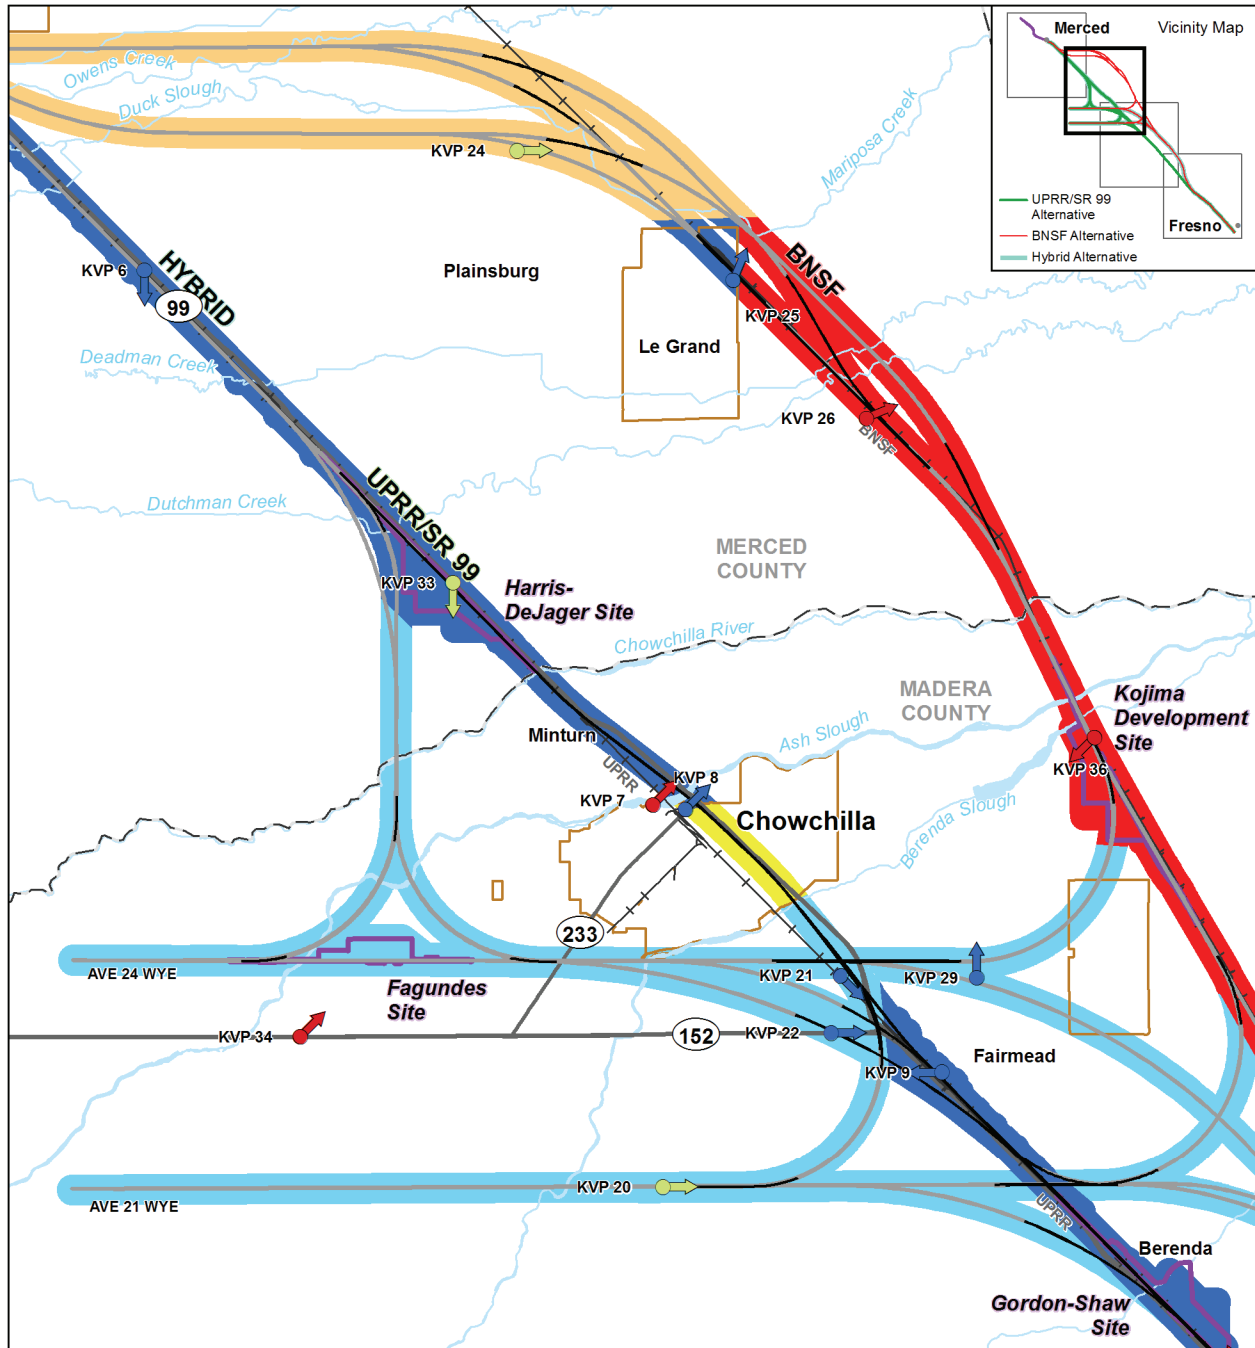 Merced
Vicinity Map
UPRR/SR 99
Alternative
BNSF Alternative
Hybrid Alternative
Fresno
Owens Creek
Duck Slough
Mariposa Creek
KVP 24
KVP 6
HYBRID
99
Plainsburg
BNSF
KVP 25
Le Grand
Deadman Creek
KVP 26
BNSF
Dutchman Creek
UPRR/SR 99
MERCED
COUNTY
KVP 33
Harris-
DeJager Site
Chowchilla River
MADERA
COUNTY
Kojima
Development
Site
Minturn
Ash Slough
UPRR
KVP 8
KVP 36
KVP 7
Chowchilla
Berenda Slough
233
AVE 24 WYE
KVP 21
KVP 29
Fagundes
Site
KVP 34
152
KVP 22
Fairmead
KVP 9
KVP 20
AVE 21 WYE
UPRR
Berenda
Gordon-Shaw
Site